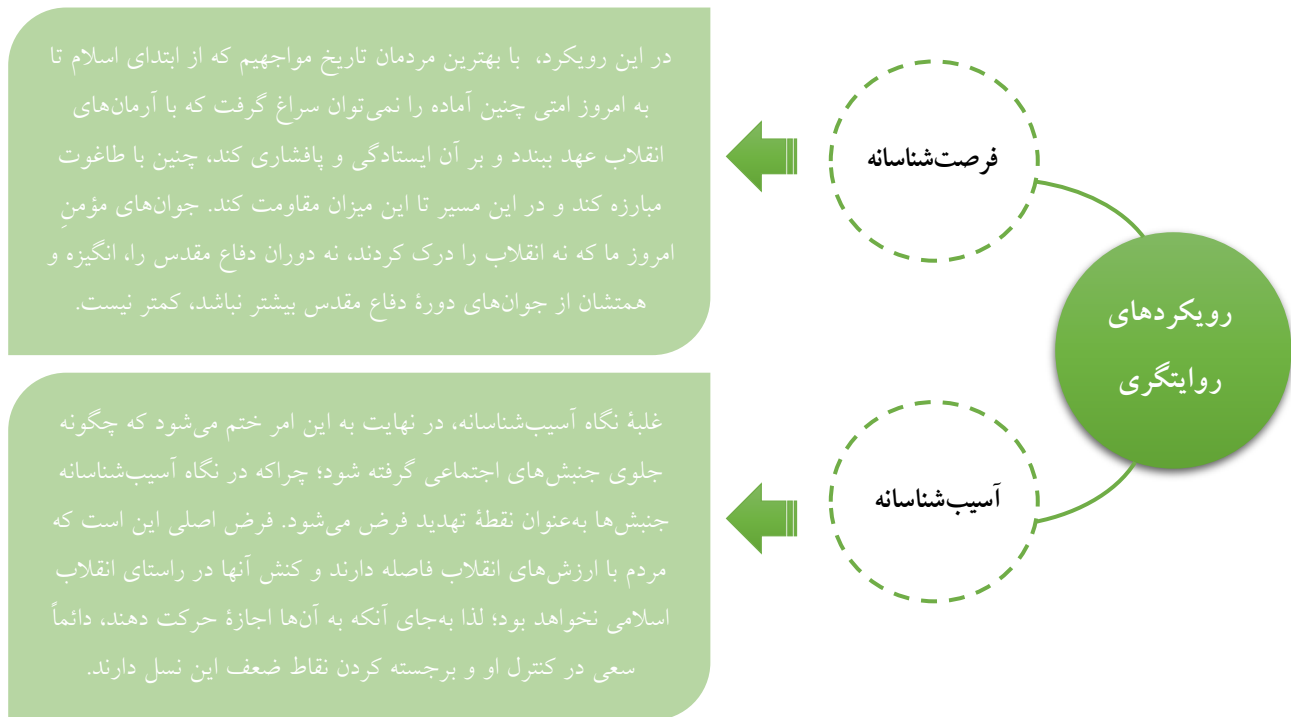 رویکردهای
روایتگری
فرصت‌شناسانه
در این رویکرد، با بهترین مردمان تاریخ مواجهیم که از ابتدای اسلام تا
به امروز امتی چنین آماده را نمی‌توان سراغ گرفت که با آرمان‌های
انقلاب عهد ببندد و بر آن ایستادگی و پافشاری کند، چنین با طاغوت
مبارزه کند و در این مسیر تا این میزان مقاومت کند. جوان‌های مؤمنِ
امروز ما که نه انقلاب را درک کردند، نه دوران دفاع مقدس را، انگیزه و
همتشان از جوان‌های دورهٔ دفاع مقدس بیشتر نباشد، کمتر نیست.
آسیب‌شناسانه
غلبهٔ نگاه آسیب‌شناسانه، در نهایت به این امر ختم می‌شود که چگونه
جلوی جنبش‌های اجتماعی گرفته شود؛ چراکه در نگاه آسیب‌شناسانه
جنبش‌ها به‌عنوان نقطهٔ تهدید فرض می‌شود. فرض اصلی این است که
مردم با ارزش‌های انقلاب فاصله دارند و کنش آنها در راستای انقلاب
اسلامی نخواهد بود؛ لذا به‌جای آنکه به آن‌ها اجازهٔ حرکت دهند، دائماً
سعی در کنترل او و برجسته کردن نقاط ضعف این نسل دارند.